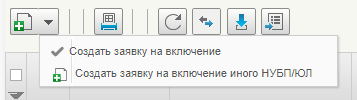 Создать заявку на включение
Создать заявку на включение иного НУБП/ЮЛ